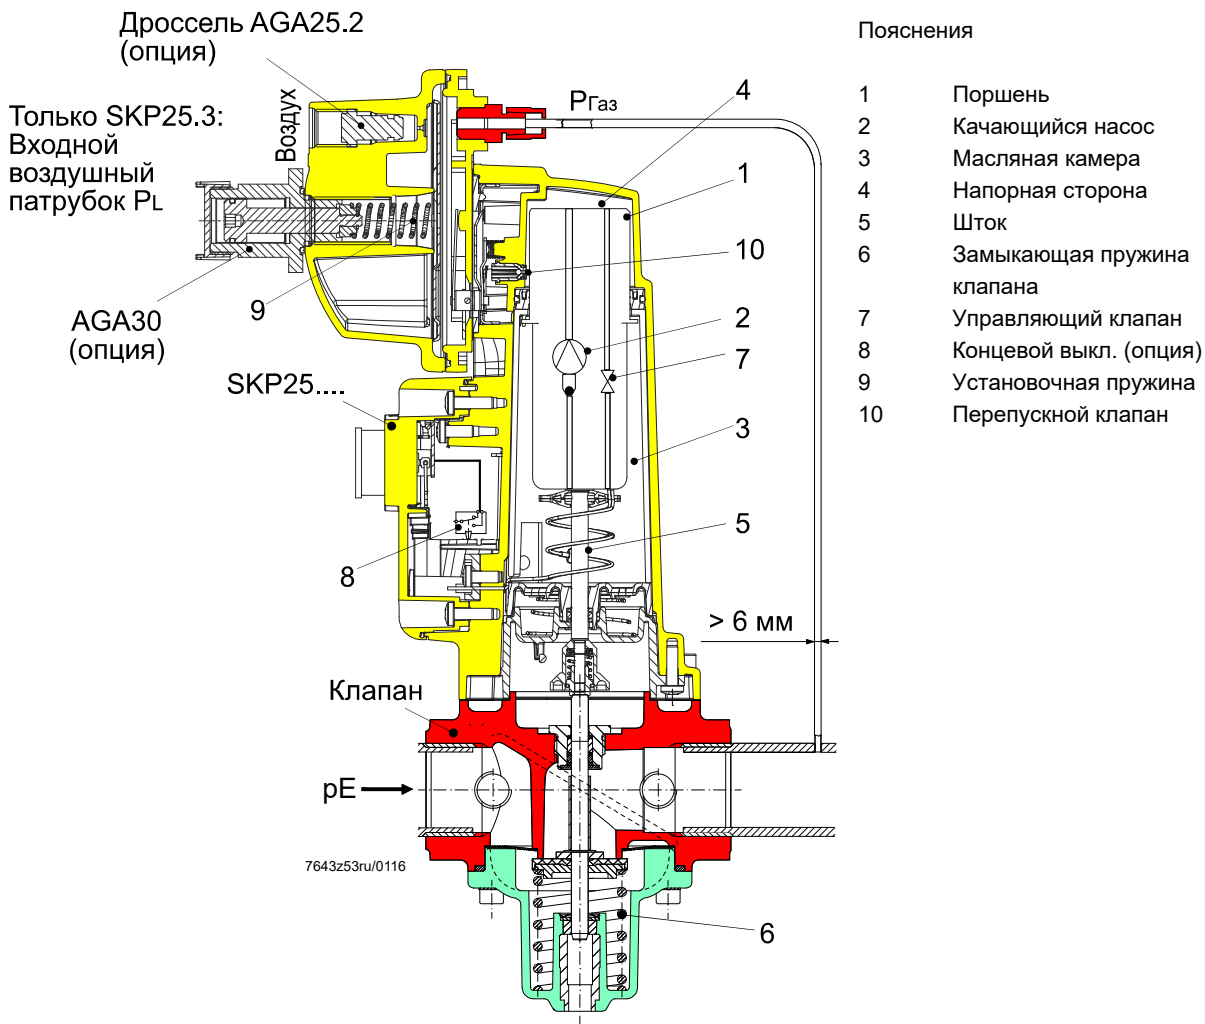 Дроссель AGA25.2
(опция)
Только SKP25.3:
Входной
воздушный
патрубок PL
Воздух
PГаз
4
1
10
9
AGA30
(опция)
2
7
SKP25....
3
5
8
> 6 мм
Клапан
pE
7643z53ru/0116
6
Пояснения
1 Поршень
2 Качающийся насос
3 Масляная камера
4 Напорная сторона
5 Шток
6 Замыкающая пружина
клапана
7 Управляющий клапан
8 Концевой выкл. (опция)
9 Установочная пружина
10 Перепускной клапан